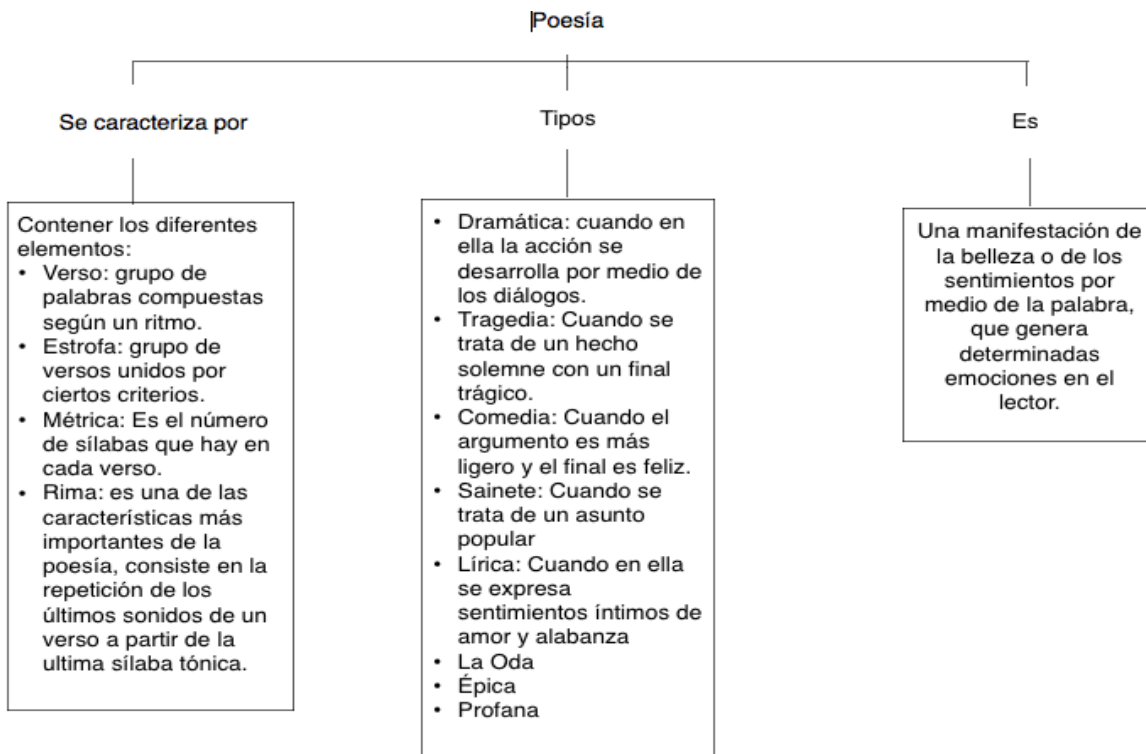 Poesía
Se caracteriza por
Tipos
Es
Contener los diferentes
elementos:
• Verso: grupo de
palabras compuestas
según un ritmo.
• Estrofa: grupo de
versos unidos por
ciertos criterios.
• Métrica: Es el número
de sílabas que hay en
cada verso.
• Rima: es una de las
características más
importantes de la
poesía, consiste en la
repetición de los
últimos sonidos de un
verso a partir de la
ultima sílaba tónica.
• Dramática: cuando en
ella la acción se
desarrolla por medio de
los diálogos.
• Tragedia: Cuando se
trata de un hecho
solemne con un final
trágico.
• Comedia: Cuando el
argumento es más
ligero y el final es feliz.
• Sainete: Cuando se
trata de un asunto
popular
• Lírica: Cuando en ella
se expresa
sentimientos íntimos de
amor y alabanza
• La Oda
• Épica
• Profana
Una manifestación de
la belleza o de los
sentimientos por
medio de la palabra,
que genera
determinadas
emociones en el
lector.